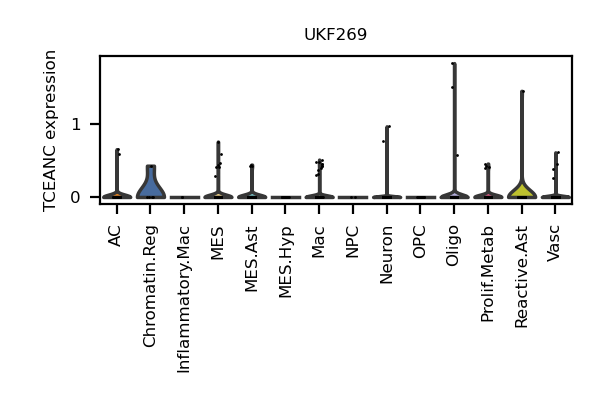 UKF269
TCEANC expression
1
0
AC
Chromatin.Reg
Inflammatory.Mac
MES
MES.Ast
MES.Hyp
Mac
NPC
Neuron
OPC
Oligo
Prolif.Metab
Reactive.Ast
Vasc